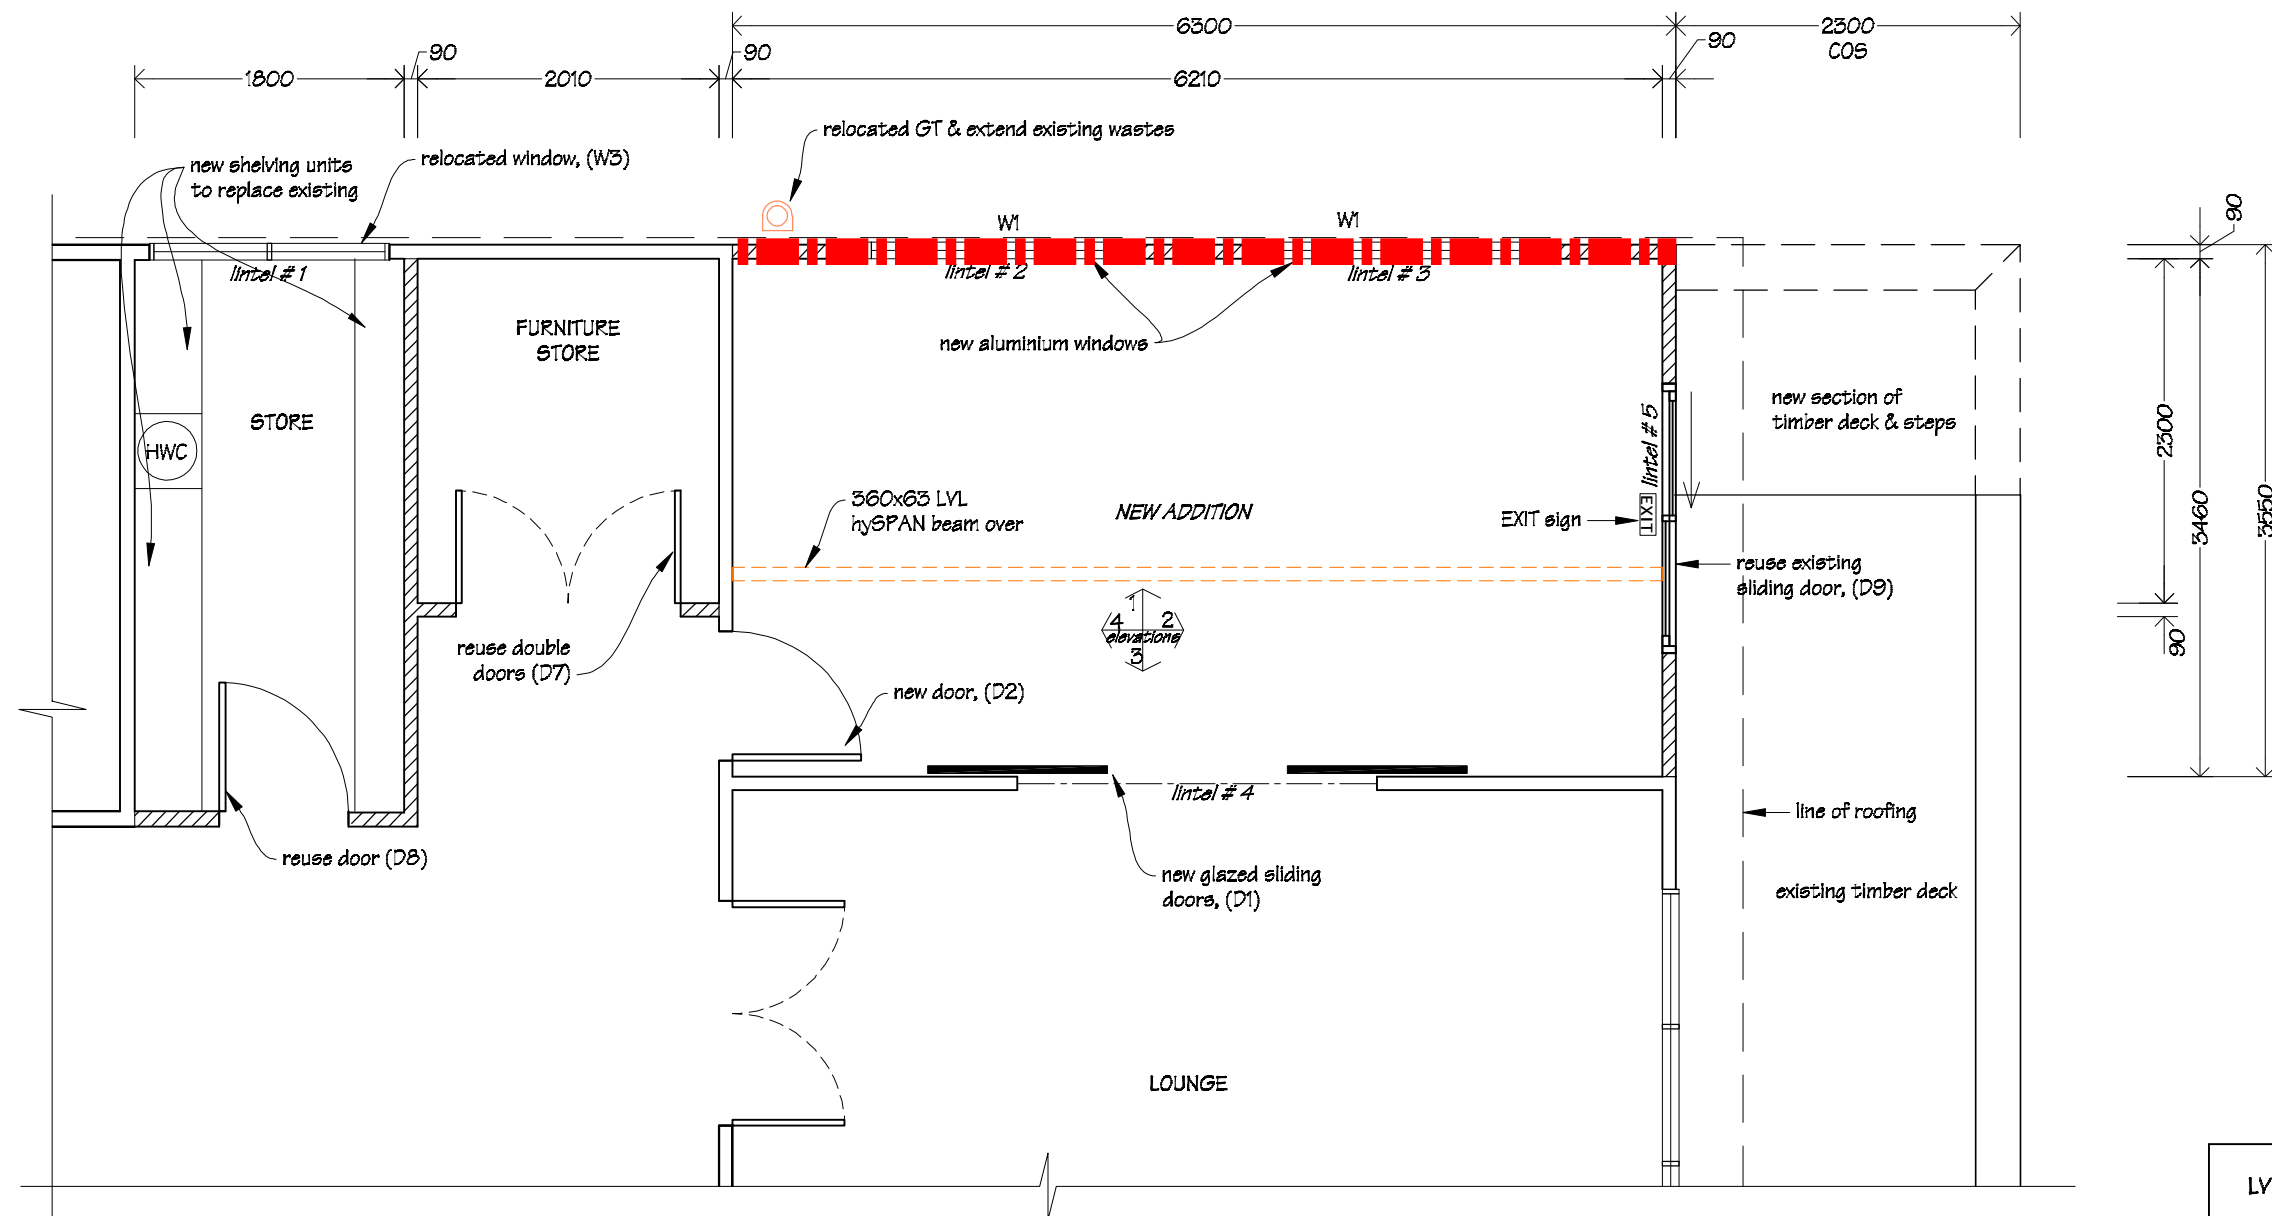 6300
2300
COS
90
90
90
1800
2010
6210
relocated GT & extend existing wastes
relocated window, (W3)
new shelving units
to replace existing
W1
W1
90
lintel # 1
lintel # 2
lintel # 3
FURNITURE
STORE
new aluminium windows
STORE
HWC
lintel # 5
new section of
timber deck & steps
2300
3460
3550
360x63 LVL
hySPAN beam over
NEW ADDITION
EXIT sign
EXIT
reuse existing
sliding door, (D9)
1
4
2
elevations
3
90
reuse double
doors (D7)
new door, (D2)
lintel # 4
line of roofing
reuse door (D8)
new glazed sliding
doors, (D1)
existing timber deck
LOUNGE
LV